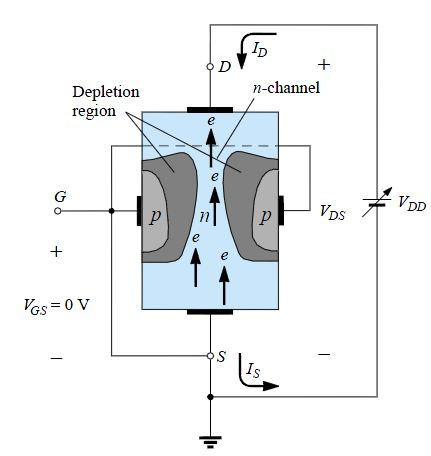 I_D
D
+
Depletion
region
n-channel
e
e
G
p
n
p
V_DS
V_DD
+
e
e
V_GS = 0 V
–
S
–
I_S